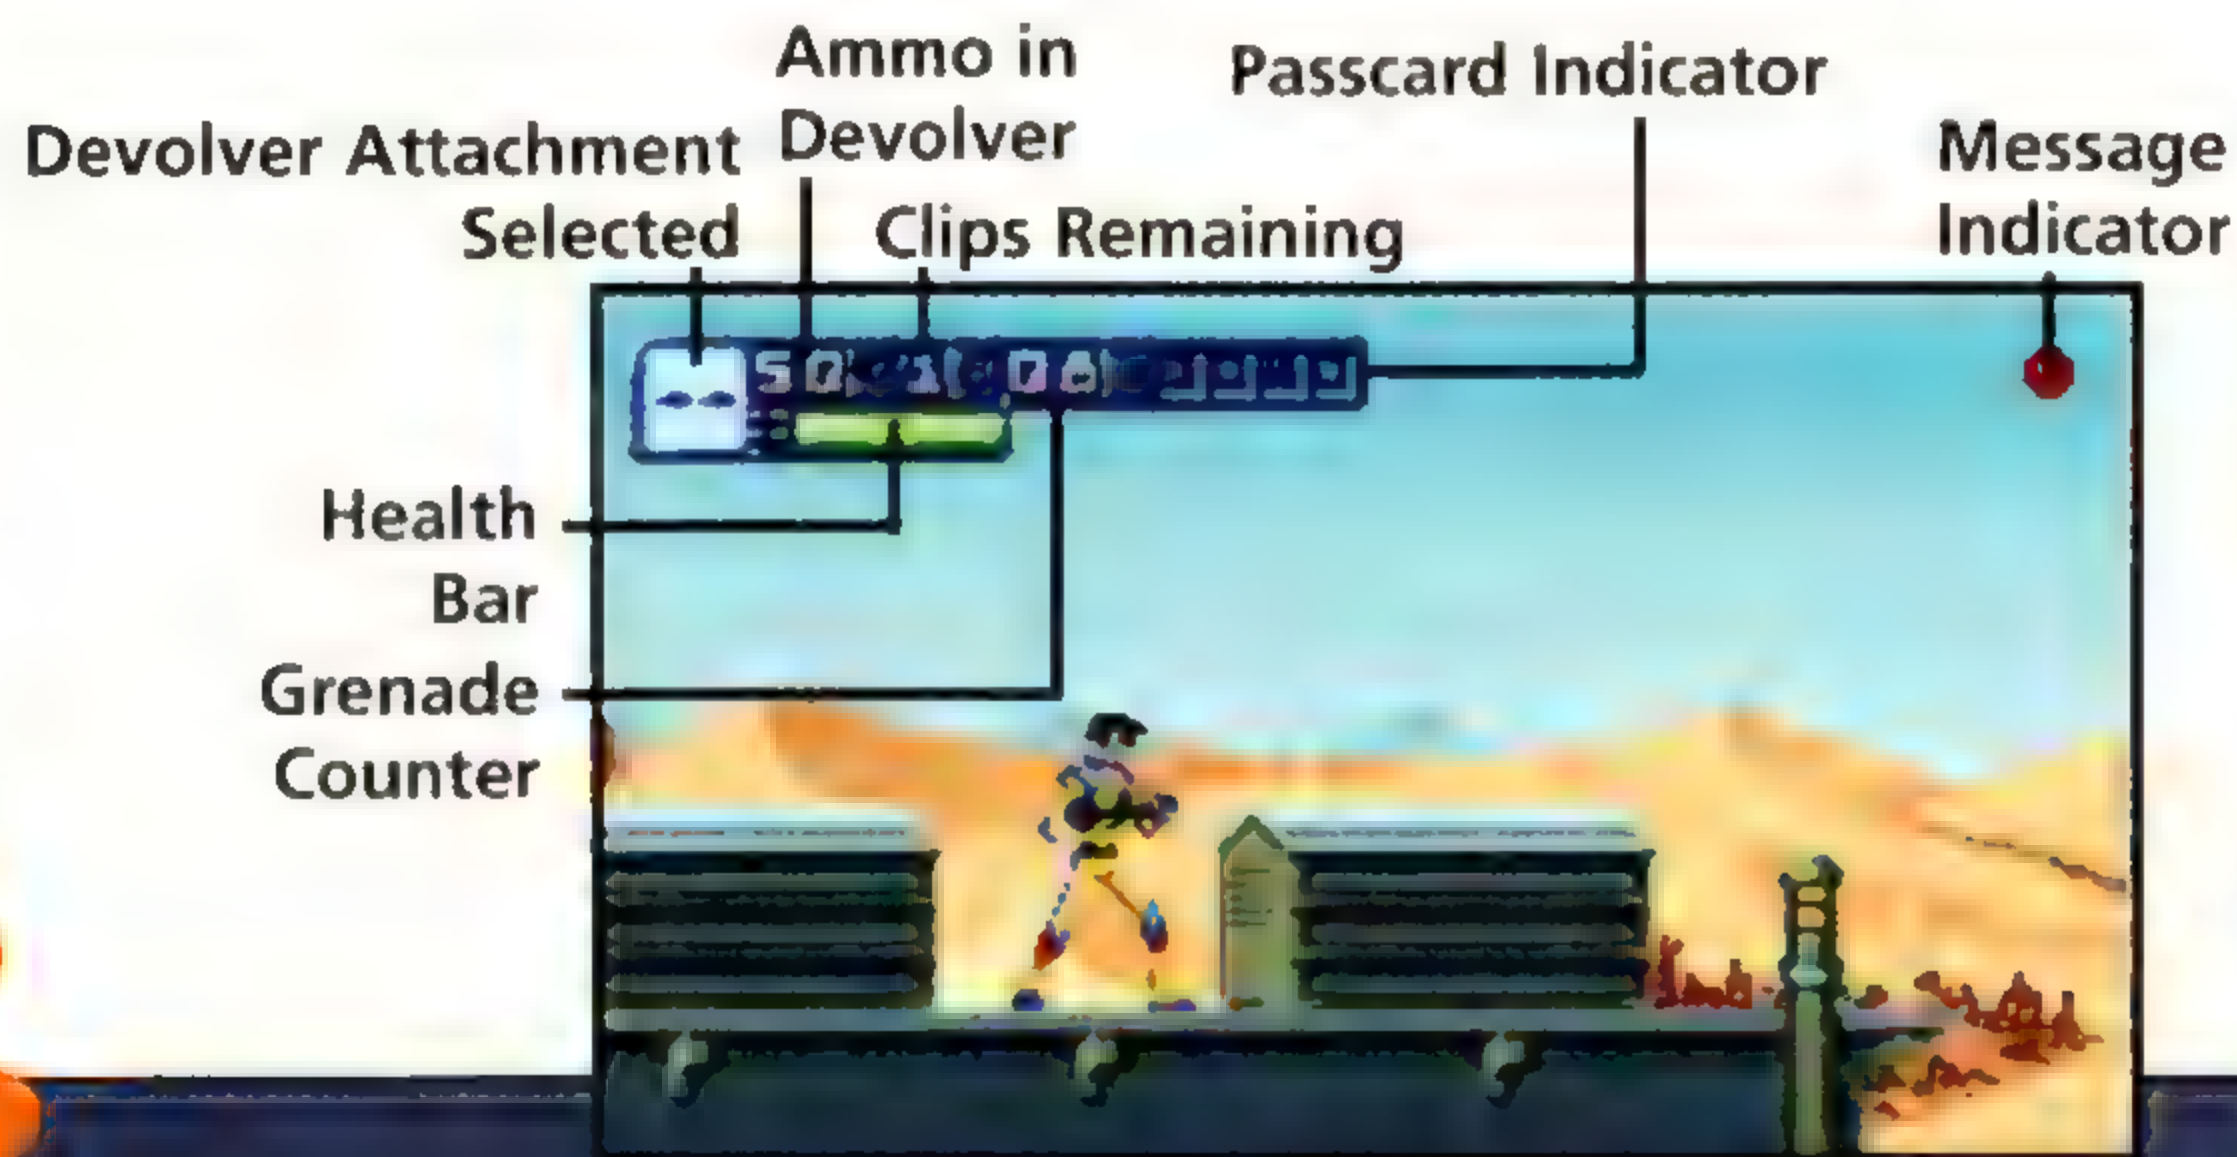 Ammo in
Devolver
Passcard Indicator
Devolver Attachment
Selected
Clips Remaining
Message
Indicator
Health
Bar
Grenade
Counter